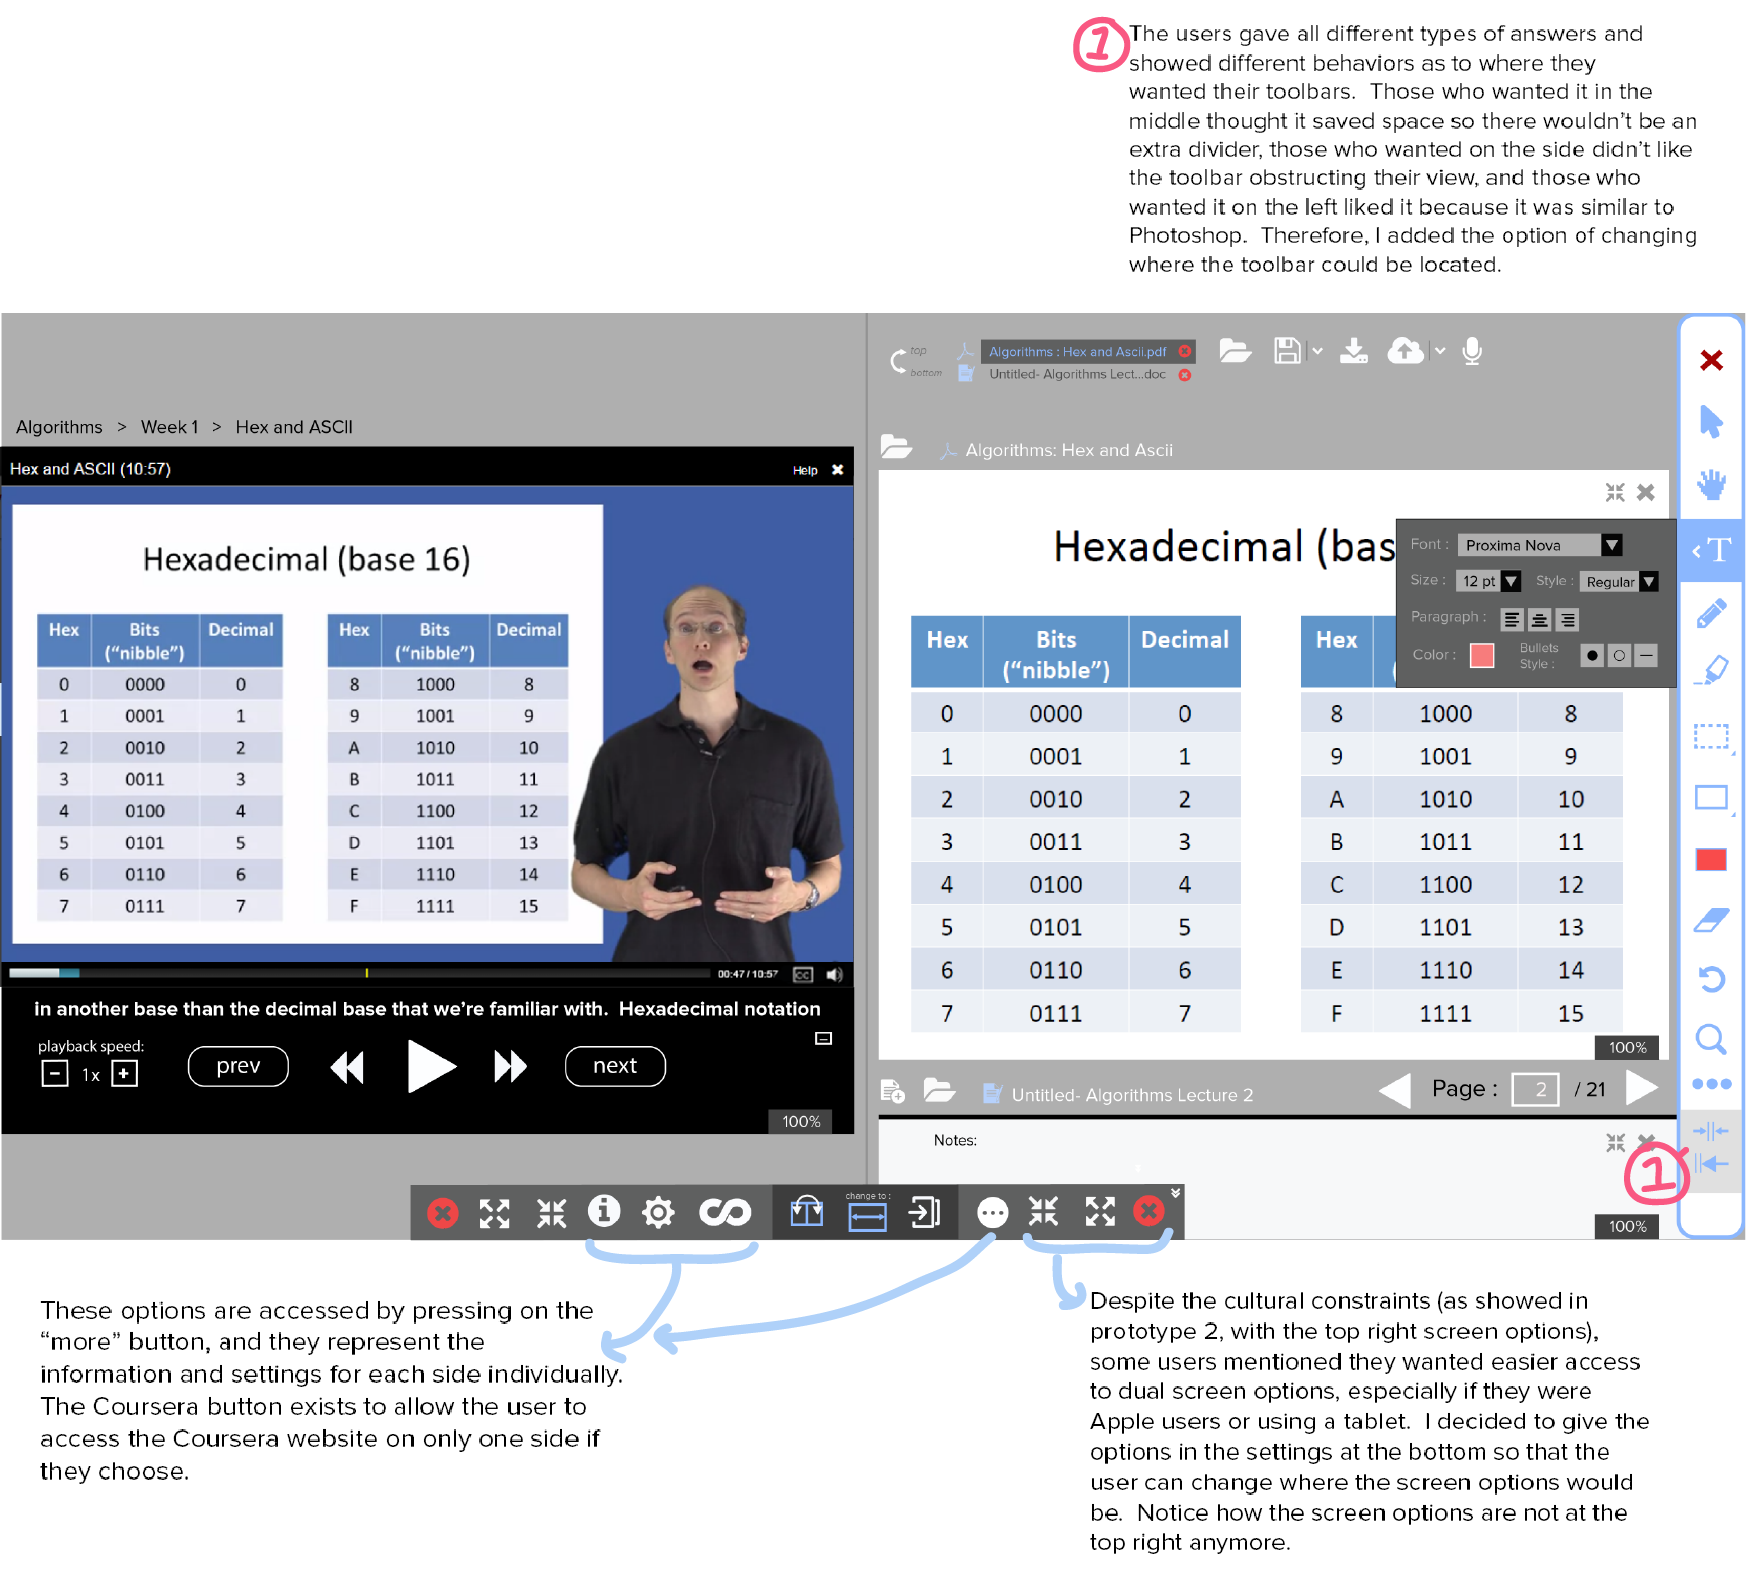 1
The users gave all different types of answers and
showed different behaviors as to where they
wanted their toolbars.  Those who wanted it in the
middle thought it saved space so there wouldn't be an
extra divider, those who wanted on the side didn't like
the toolbar obstructing their view, and those who
wanted it on the left liked it because it was similar to
Photoshop.  Therefore, I added the option of changing
where the toolbar could be located.
top
bottom
Algorithms : Hex and Ascii.pdf
Untitled- Algorithms Lect...doc
Algorithms > Week 1 > Hex and ASCII
Hex and ASCII (10:57) Help
Hexadecimal (base 16)
Hex Bits Decimal Hex Bits Decimal
("nibble") ("nibble")
0 0000 0 8 1000 8
1 0001 1 9 1001 9
2 0010 2 A 1010 10
3 0011 3 B 1011 11
4 0100 4 C 1100 12
5 0101 5 D 1101 13
6 0110 6 E 1110 14
7 0111 7 F 1111 15
00:47 / 10:57 CC
in another base than the decimal base that we're familiar with.  Hexadecimal notation
playback speed:
- 1x +
prev next
100%
Algorithms: Hex and Ascii
Hexadecimal (bas
Font : Proxima Nova
Size : 12 pt Style : Regular
Paragraph :
Color : Bullets
Style :
T
Hex Bits Decimal Hex
("nibble") (
0 0000 0 8 1000 8
1 0001 1 9 1001 9
2 0010 2 A 1010 10
3 0011 3 B 1011 11
4 0100 4 C 1100 12
5 0101 5 D 1101 13
6 0110 6 E 1110 14
7 0111 7 F 1111 15
100%
Untitled- Algorithms Lecture 2
Page : 2 / 21
Notes:
1
100%
change to :
These options are accessed by pressing on the
"more" button, and they represent the
information and settings for each side individually.
The Coursera button exists to allow the user to
access the Coursera website on only one side if
they choose.
Despite the cultural constraints (as showed in
prototype 2, with the top right screen options),
some users mentioned they wanted easier access
to dual screen options, especially if they were
Apple users or using a tablet.  I decided to give the
options in the settings at the bottom so that the
user can change where the screen options would
be.  Notice how the screen options are not at the
top right anymore.